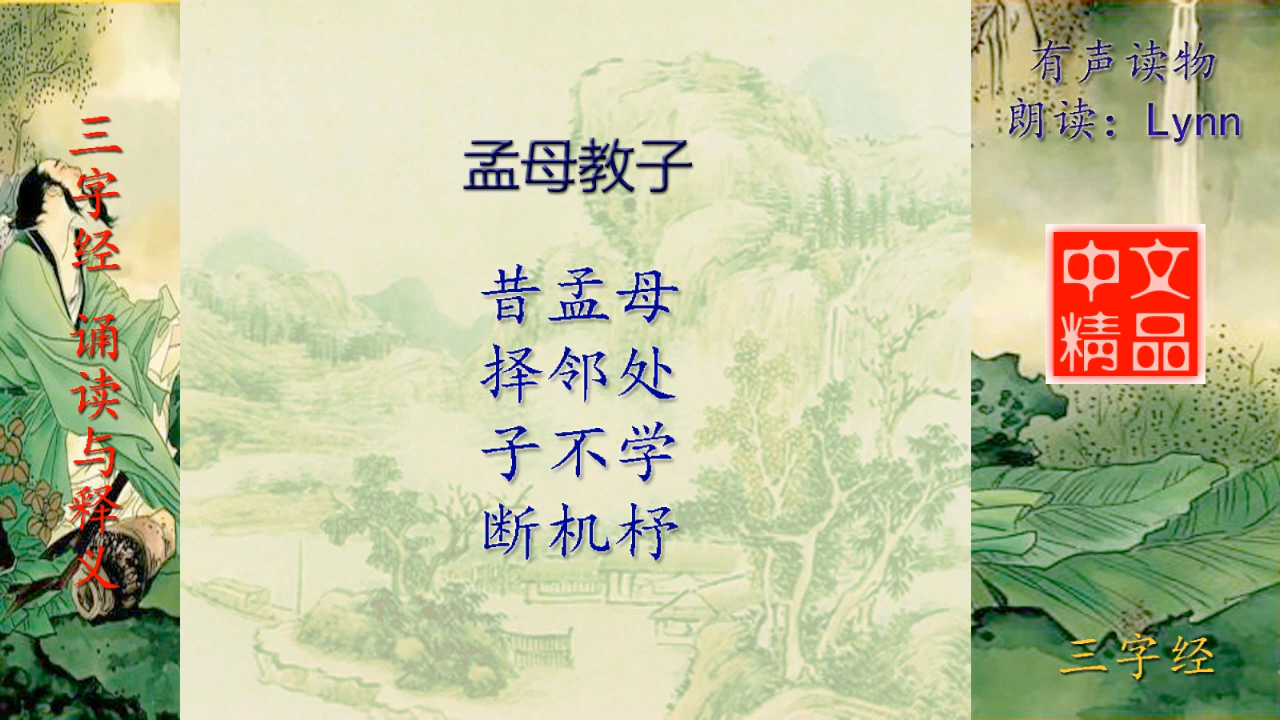 三字经 诵读与释义
孟母教子
昔孟母
择邻处
子不学
断机杼
有声读物
朗读：Lynn
中文
精品
三字经